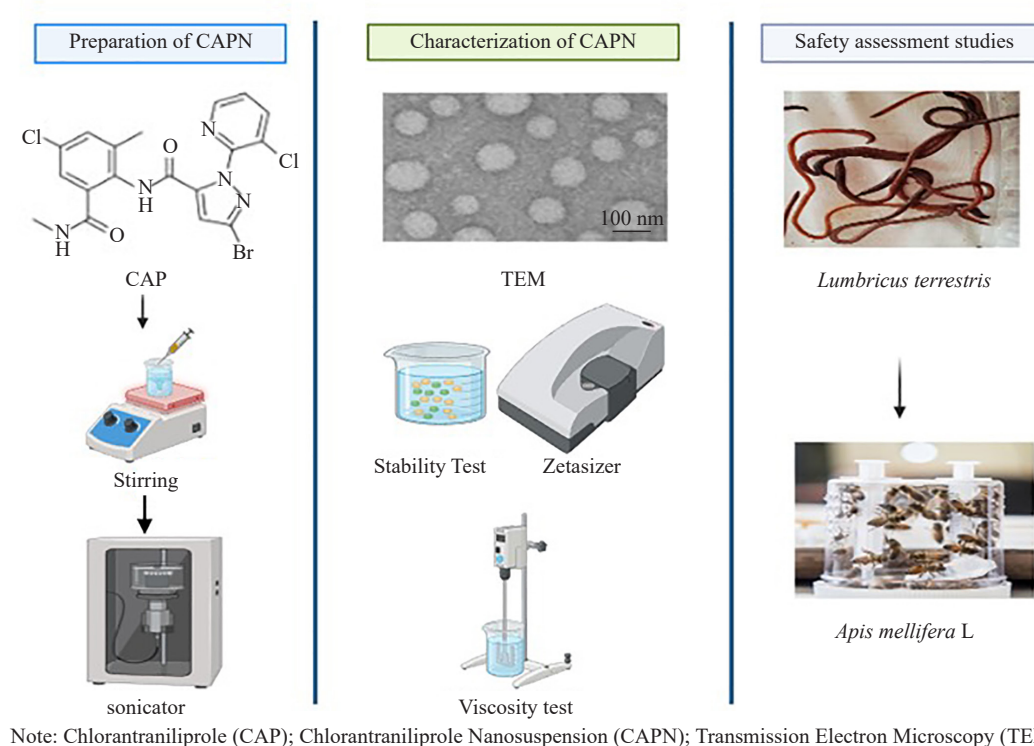 Preparation of CAPN
Cl
N
Cl
O
N
H
N
N
N
H
O
Br
CAP
Stirring
sonicator
Characterization of CAPN
100 nm
TEM
Stability Test
Zetasizer
Viscosity test
Safety assessment studies
Lumbricus terrestris
Apis mellifera L
Note: Chlorantraniliprole (CAP); Chlorantraniliprole Nanosuspension (CAPN); Transmission Electron Microscopy (TE